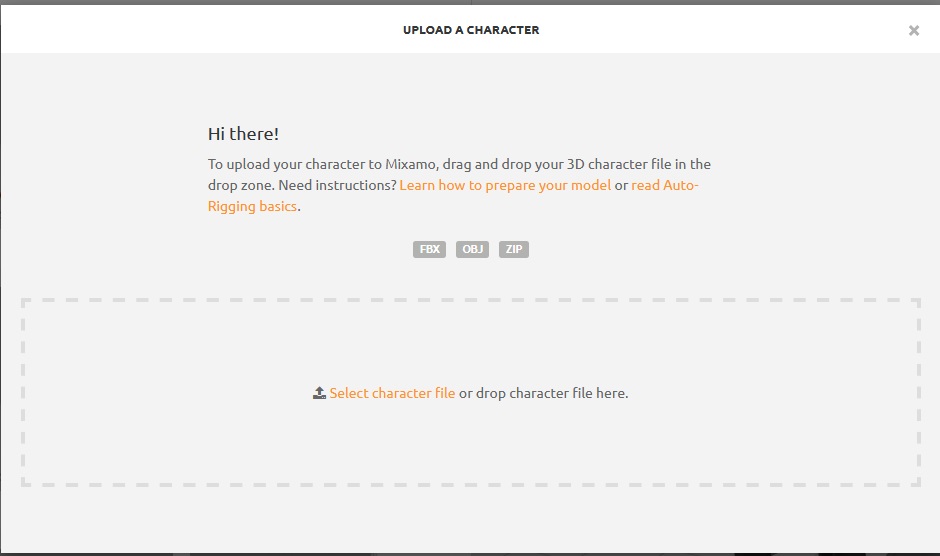 UPLOAD A CHARACTER
Hi there!
To upload your character to Mixamo, drag and drop your 3D character file in the
drop zone. Need instructions? Learn how to prepare your model or read Auto-
Rigging basics.
FBX OBJ ZIP
Select character file or drop character file here.